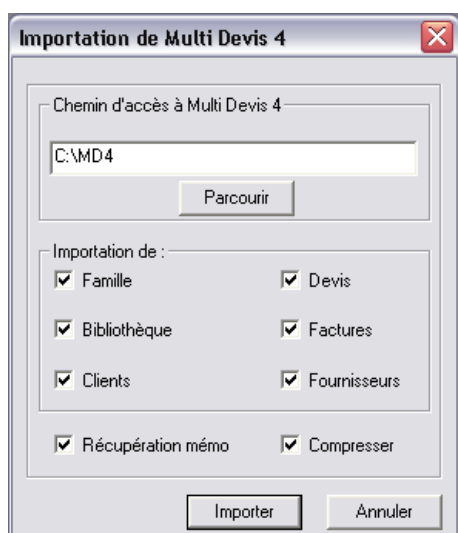 Importation de Multi Devis 4
Chemin d'accès à Multi Devis 4
C:\MD4
Parcourir
Importation de :
Famille Devis
Bibliothèque Factures
Clients Fournisseurs
Récupération mémo Compresser
Importer Annuler